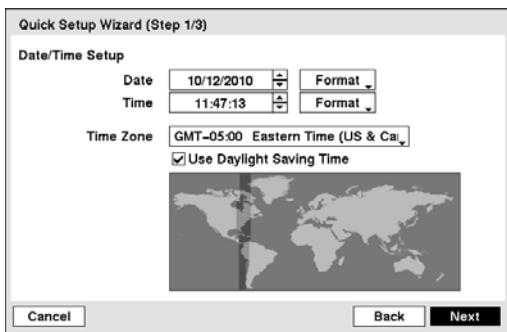 Quick Setup Wizard (Step 1/3)
Date/Time Setup
Date 10/12/2010 Format
Time 11:47:13 Format
Time Zone GMT-05:00 Eastern Time (US & Ca
Use Daylight Saving Time
Cancel Back Next